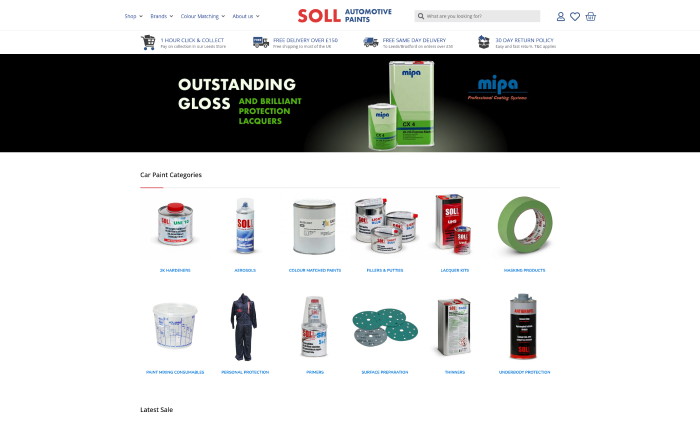 Shop Brands Colour Matching About us
SOLL AUTOMOTIVE PAINTS
What are you looking for?
1 HOUR CLICK & COLLECT
Pay on collection in our Leeds Store
FREE DELIVERY OVER £150
Free shipping to most of the UK
FREE SAME DAY DELIVERY
To Leeds/Bradford on orders over £50
30 DAY RETURN POLICY
Easy and fast return. T&C applies
OUTSTANDING
GLOSS AND BRILLIANT
PROTECTION
LACQUERS
mipa
CX 4
mipa
CX 4
mipa
Professional Coating Systems
Car Paint Categories
2K HARDENERS
AEROSOLS
COLOUR MATCHED PAINTS
FILLERS & PUTTIES
LACQUER KITS
MASKING PRODUCTS
PAINT MIXING CONSUMABLES
PERSONAL PROTECTION
PRIMERS
SURFACE PREPARATION
THINNERS
UNDERBODY PROTECTION
Latest Sale